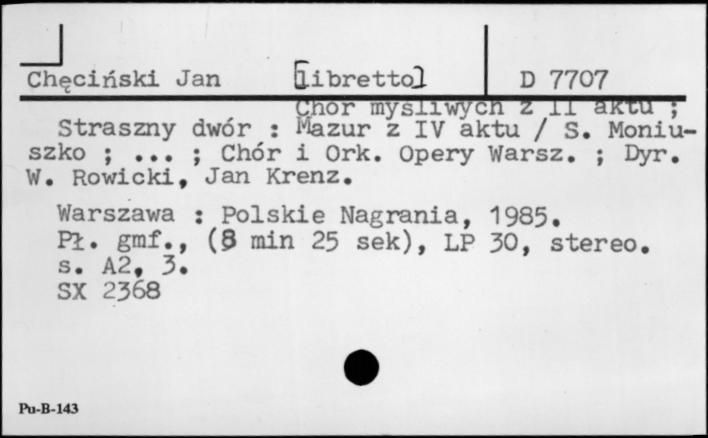 Chęciński Jan [libretto] D 7707
Chór myśliwych z II aktu ;
Straszny dwór : Mazur z IV aktu / S. Moniu-
szko ; ... ; Chór i Ork. Opery Warsz. ; Dyr.
W. Rowicki, Jan Krenz.
Warszawa : Polskie Nagrania, 1985.
Pł. gmf., (8 min 25 sek), LP 30, stereo.
s. A2, 3.
SX 2368
Pu-B-143